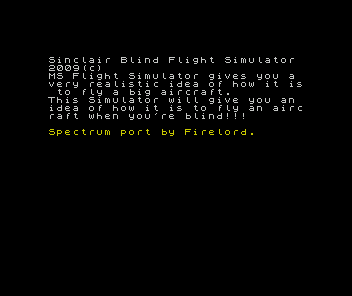 Sinclair Blind Flight Simulator
2009(c)
MS Flight Simulator gives you a
very realistic idea of how it is
to fly a big aircraft.
This Simulator will give you an
idea of how it is to fly an airc
raft when you're blind!!!
Spectrum port by Firelord.